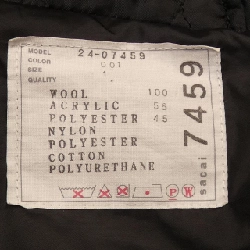 MODEL 24-07459
COLOR 001
SIZE 1
QUALITY
WOOL 100
ACRYLIC 55
POLYESTER 45
NYLON
POLYESTER
COTTON
POLYURETHANE
P W
sacai 7459